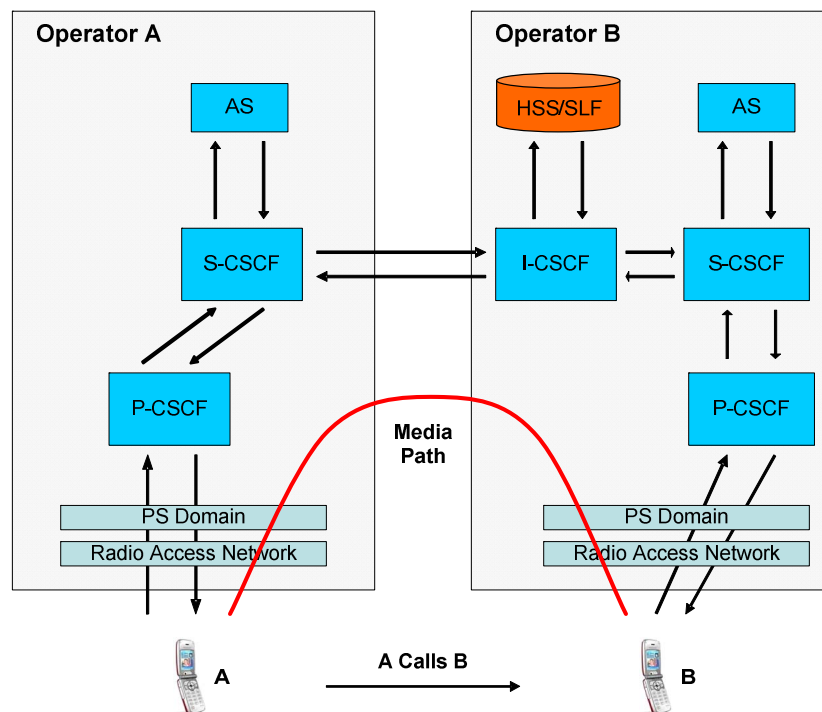 Operator A
Operator B
AS
HSS/SLF
AS
S-CSCF
I-CSCF
S-CSCF
P-CSCF
P-CSCF
Media
Path
PS Domain
PS Domain
Radio Access Network
Radio Access Network
A
A Calls B
B